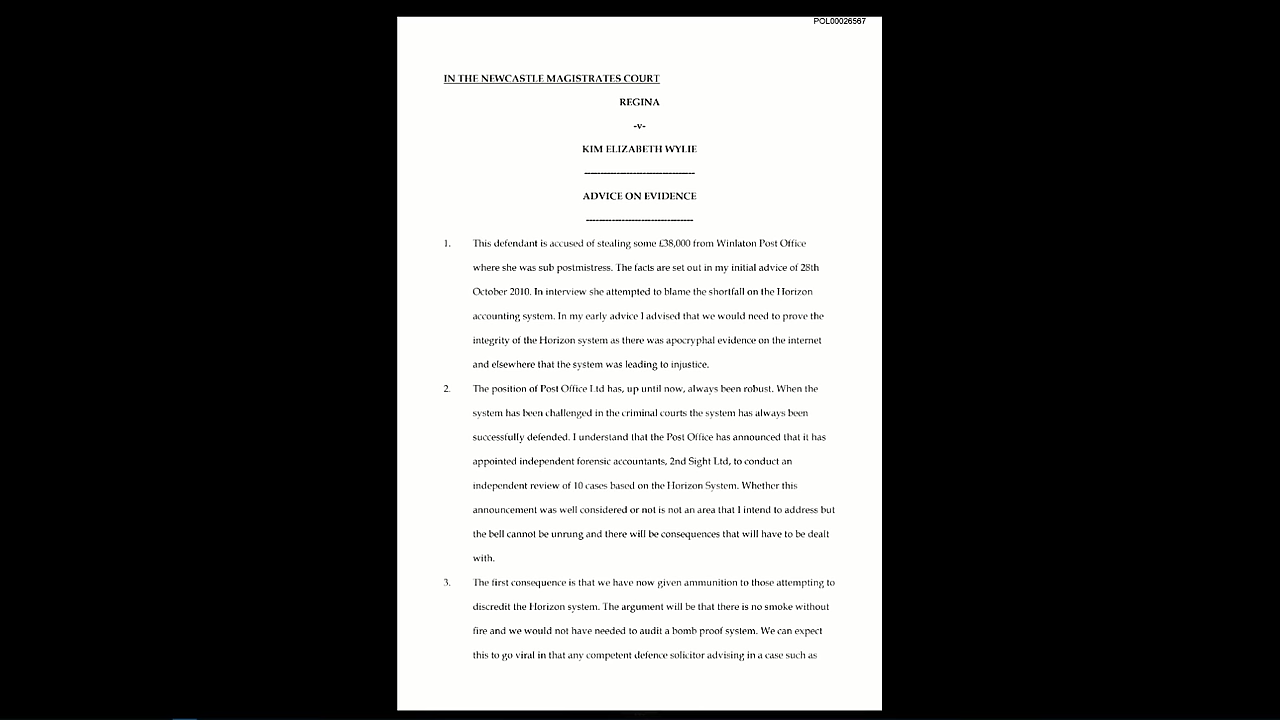 POL00026567
IN THE NEWCASTLE MAGISTRATES COURT
REGINA
-v-
KIM ELIZABETH WYLIE
----------------------------------
ADVICE ON EVIDENCE
---------------------------------
1. This defendant is accused of stealing some £38,000 from Winlaton Post Office
where she was sub postmistress. The facts are set out in my initial advice of 28th
October 2010. In interview she attempted to blame the shortfall on the Horizon
accounting system. In my early advice I advised that we would need to prove the
integrity of the Horizon system as there was apocryphal evidence on the internet
and elsewhere that the system was leading to injustice.
2. The position of Post Office Ltd has, up until now, always been robust. When the
system has been challenged in the criminal courts the system has always been
successfully defended. I understand that the Post Office has announced that it has
appointed independent forensic accountants, 2nd Sight Ltd, to conduct an
independent review of 10 cases based on the Horizon System. Whether this
announcement was well considered or not is not an area that I intend to address but
the bell cannot be unrung and there will be consequences that will have to be dealt
with.
3. The first consequence is that we have now given ammunition to those attempting to
discredit the Horizon system. The argument will be that there is no smoke without
fire and we would not have needed to audit a bomb proof system. We can expect
this to go viral in that any competent defence solicitor advising in a case such as